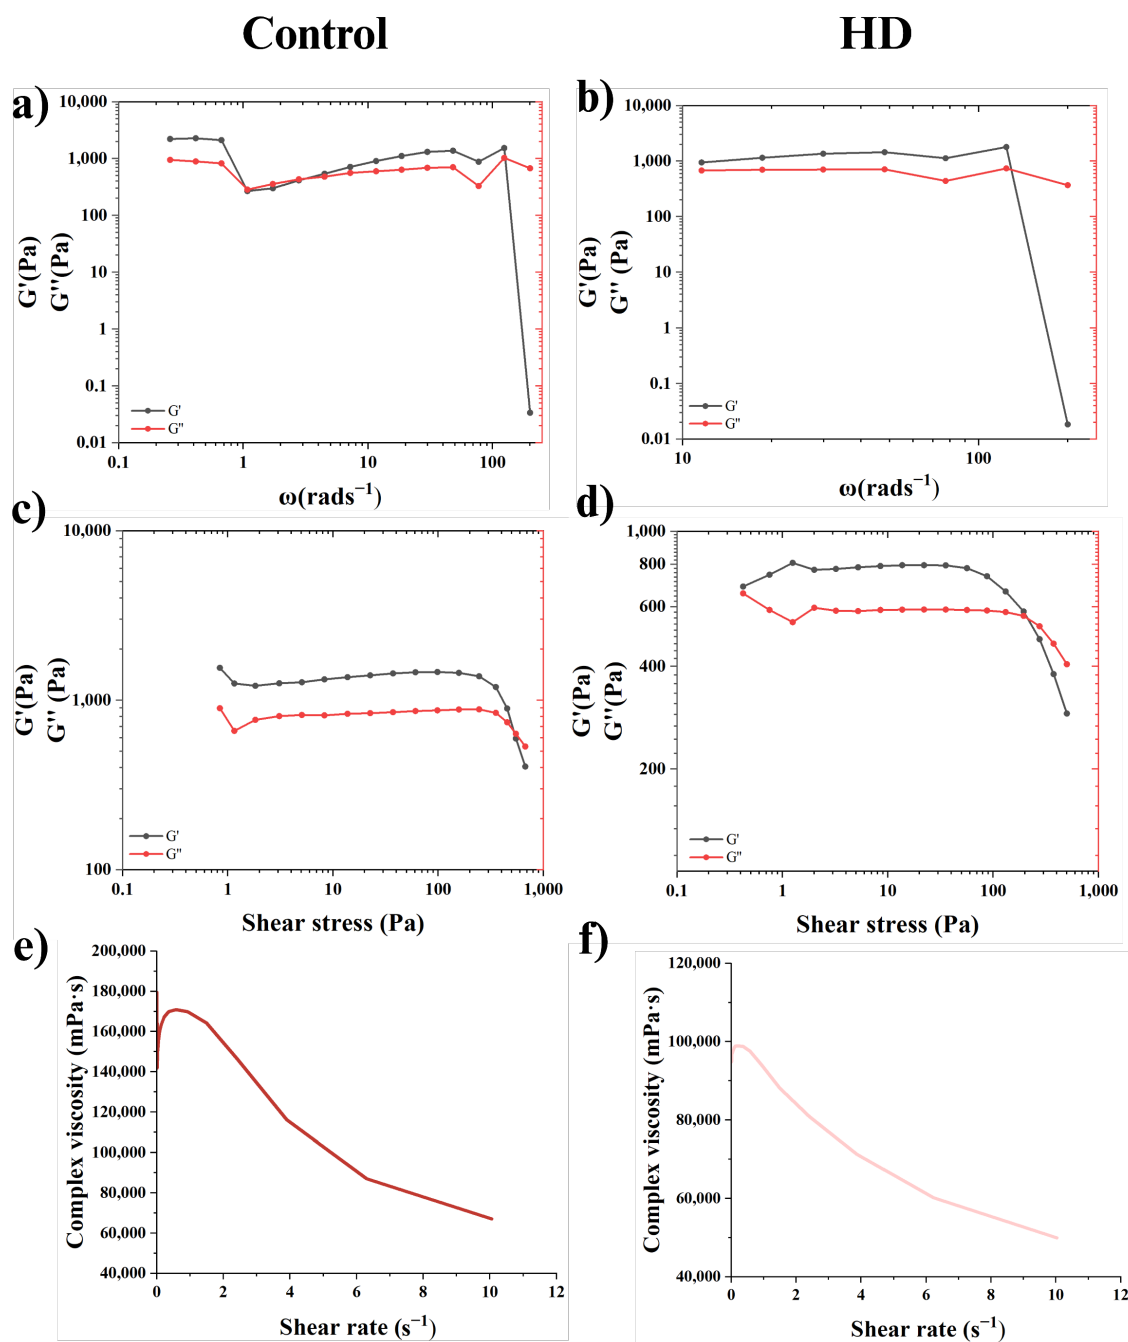 Control
HD
a)
10,000
1,000
100
10
1
0.1
0.01
G'(Pa)
G''(Pa)
G'
G''
0.1
1
10
100
ω(rads⁻¹)
b)
10,000
1,000
100
10
1
0.1
0.01
G'(Pa)
G'' (Pa)
G'
G''
10
100
ω(rads⁻¹)
c)
10,000
1,000
100
G'(Pa)
G'' (Pa)
G'
G''
0.1
1
10
100
1,000
Shear stress (Pa)
d)
1,000
800
600
400
200
G'(Pa)
G''(Pa)
G'
G''
0.1
1
10
100
1,000
Shear stress (Pa)
e)
200,000
180,000
160,000
140,000
120,000
100,000
80,000
60,000
40,000
Complex viscosity (mPa·s)
0
2
4
6
8
10
12
Shear rate (s⁻¹)
f)
120,000
100,000
80,000
60,000
40,000
Complex viscosity (mPa·s)
0
2
4
6
8
10
12
Shear rate (s⁻¹)